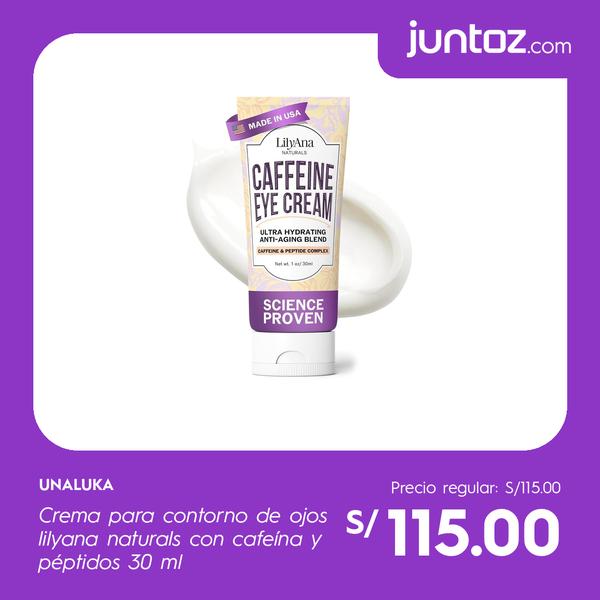 juntoz.com
MADE IN USA
LilyAna
NATURALS
CAFFEINE
EYE CREAM
ULTRA HYDRATING
ANTI-AGING BLEND
CAFFEINE & PEPTIDE COMPLEX
Net wt. 1 oz/ 30ml
SCIENCE
PROVEN
UNALUKA
Crema para contorno de ojos
lilyana naturals con cafeína y
péptidos 30 ml
Precio regular: S/115.00
S/115.00